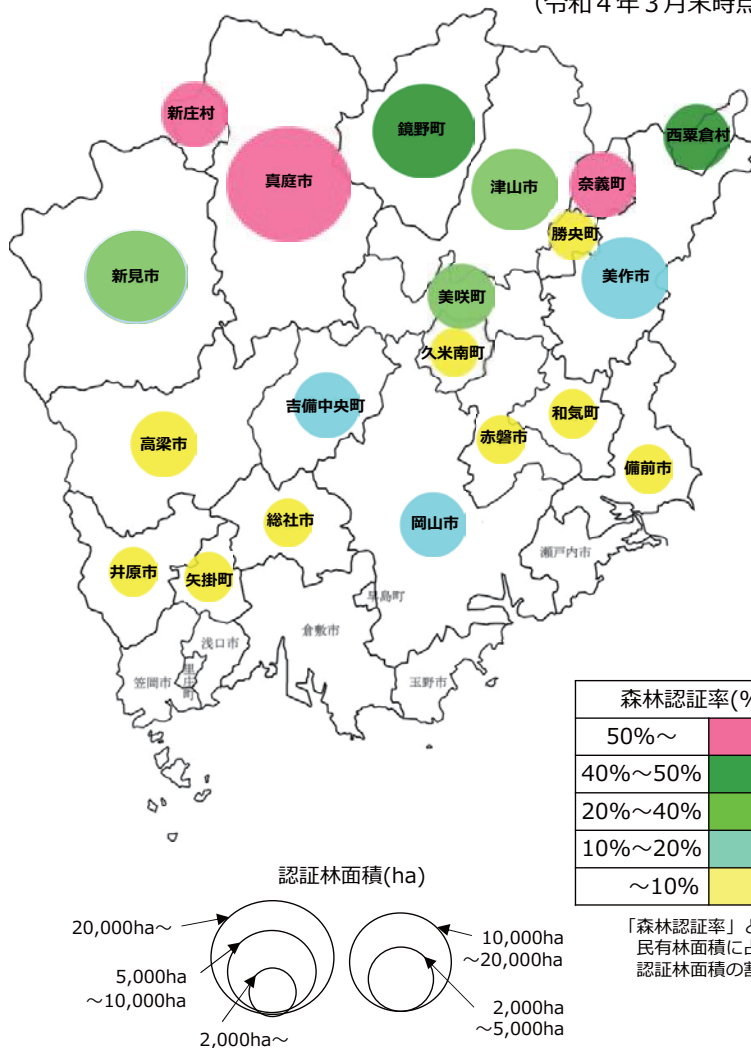 （令和４年３月末時点
新庄村
鏡野町
西粟倉村
真庭市
津山市
奈義町
勝央町
新見市
美咲町
美作市
久米南町
吉備中央町
和気町
高梁市
赤磐市
備前市
総社市
岡山市
瀬戸内市
井原市
矢掛町
早島町
浅口市
倉敷市
笠岡市
里庄町
玉野市
森林認証率(%
50%～
40%～50%
20%～40%
10%～20%
～10%
認証林面積(ha)
20,000ha～
5,000ha
～10,000ha
2,000ha～
10,000ha
～20,000ha
2,000ha
～5,000ha
「森林認証率」と
民有林面積に占
認証林面積の割